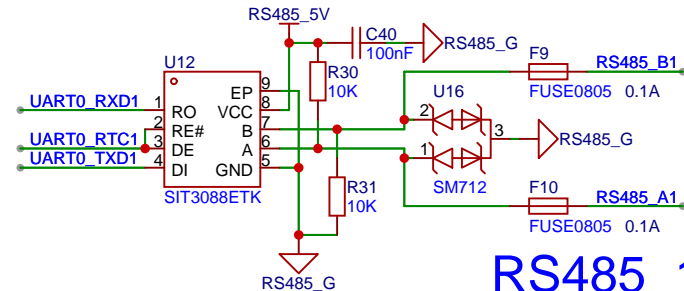 RS485_5V
C40
100nF
RS485_G
U12
R30
10K
F9
RS485_B1
FUSE0805 0.1A
UART0_RXD1
1
RO
EP
9
2
RE#
VCC
8
UART0_RTC1
3
DE
B
7
UART0_TXD1
4
DI
A
6
GND
5
SIT3088ETK
U16
2
1
3
RS485_G
SM712
R31
10K
F10
RS485_A1
FUSE0805 0.1A
RS485_G
RS485